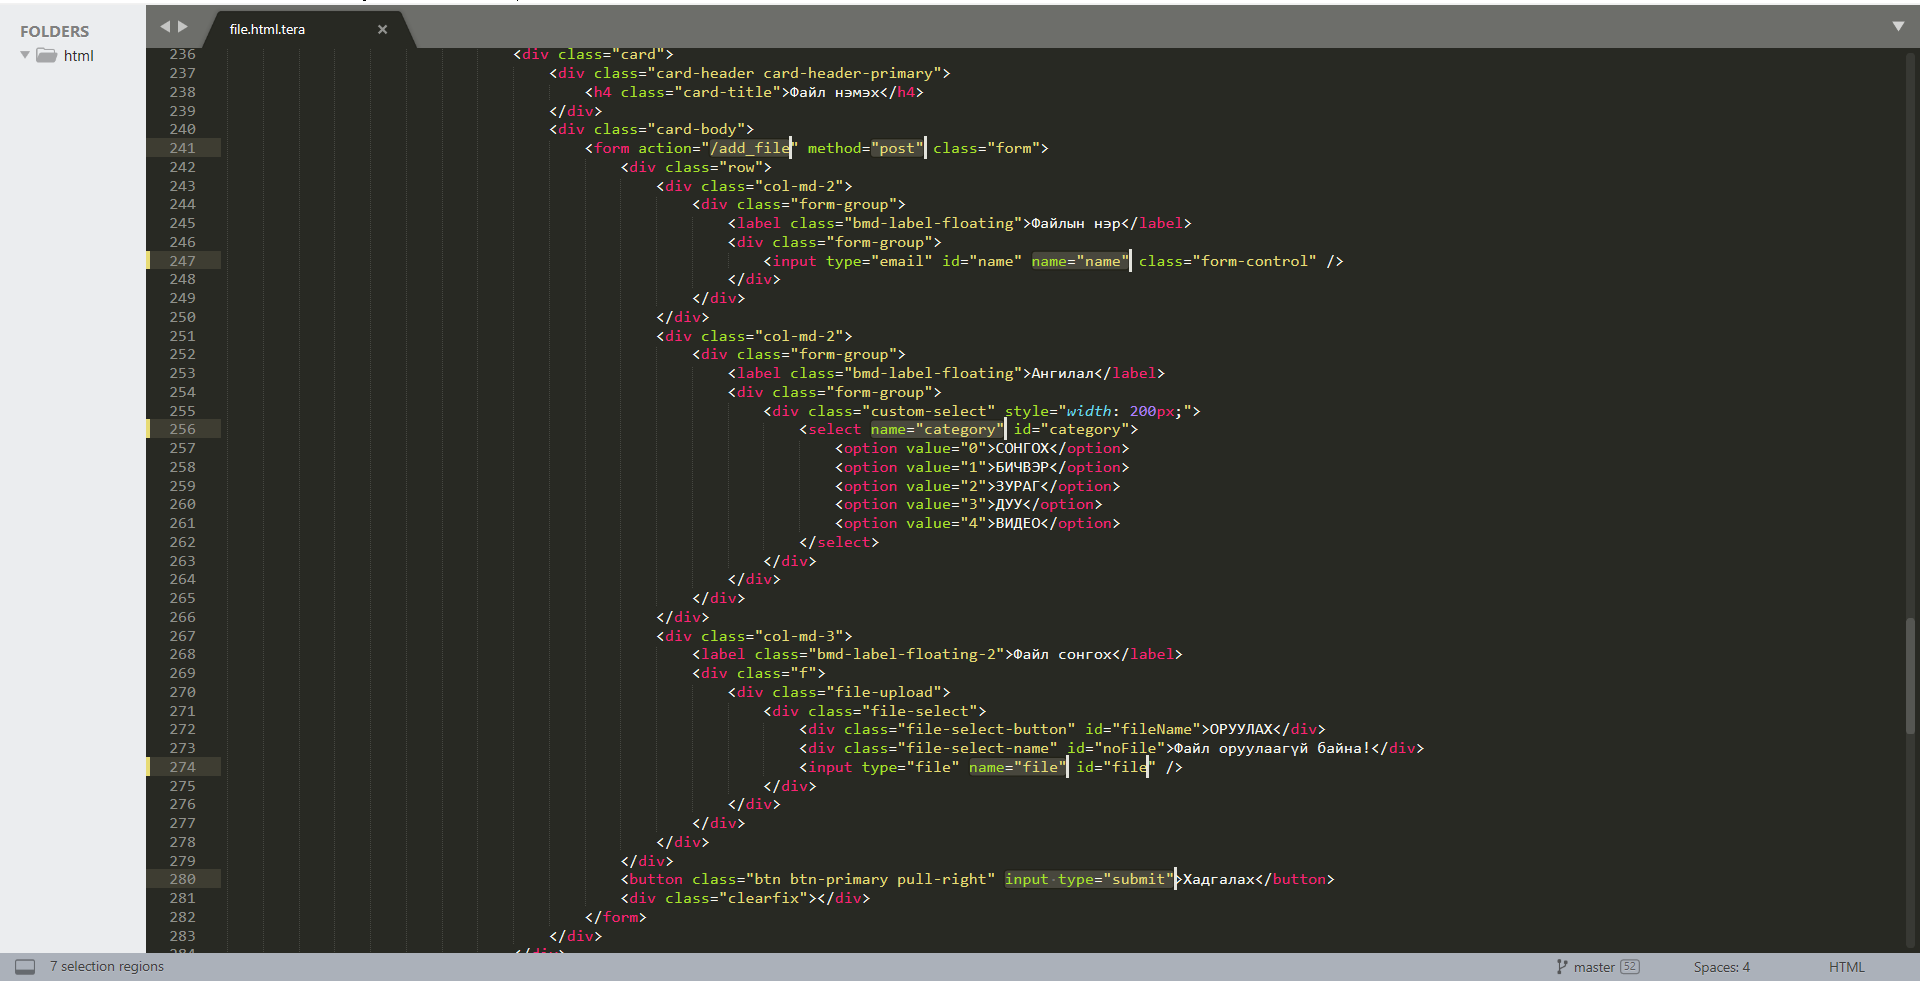 FOLDERS
html
file.html.tera
236 <div class="card">
237 <div class="card-header card-header-primary">
238 <h4 class="card-title">Файл нэмэх</h4>
239 </div>
240 <div class="card-body">
241 <form action="/add_file" method="post" class="form">
242 <div class="row">
243 <div class="col-md-2">
244 <div class="form-group">
245 <label class="bmd-label-floating">Файлын нэр</label>
246 <div class="form-group">
247 <input type="email" id="name" name="name" class="form-control" />
248 </div>
249 </div>
250 </div>
251 <div class="col-md-2">
252 <div class="form-group">
253 <label class="bmd-label-floating">Ангилал</label>
254 <div class="form-group">
255 <div class="custom-select" style="width: 200px;">
256 <select name="category" id="category">
257 <option value="0">СОНГОХ</option>
258 <option value="1">БИЧВЭР</option>
259 <option value="2">ЗУРАГ</option>
260 <option value="3">ДУУ</option>
261 <option value="4">ВИДЕО</option>
262 </select>
263 </div>
264 </div>
265 </div>
266 </div>
267 <div class="col-md-3">
268 <label class="bmd-label-floating-2">Файл сонгох</label>
269 <div class="f">
270 <div class="file-upload">
271 <div class="file-select">
272 <div class="file-select-button" id="fileName">ОРУУЛАХ</div>
273 <div class="file-select-name" id="noFile">Файл оруулаагүй байна!</div>
274 <input type="file" name="file" id="file" />
275 </div>
276 </div>
277 </div>
278 </div>
279 </div>
280 <button class="btn btn-primary pull-right" input type="submit">Хадгалах</button>
281 <div class="clearfix"></div>
282 </form>
283 </div>
284 </div>
7 selection regions
master 52
Spaces: 4
HTML